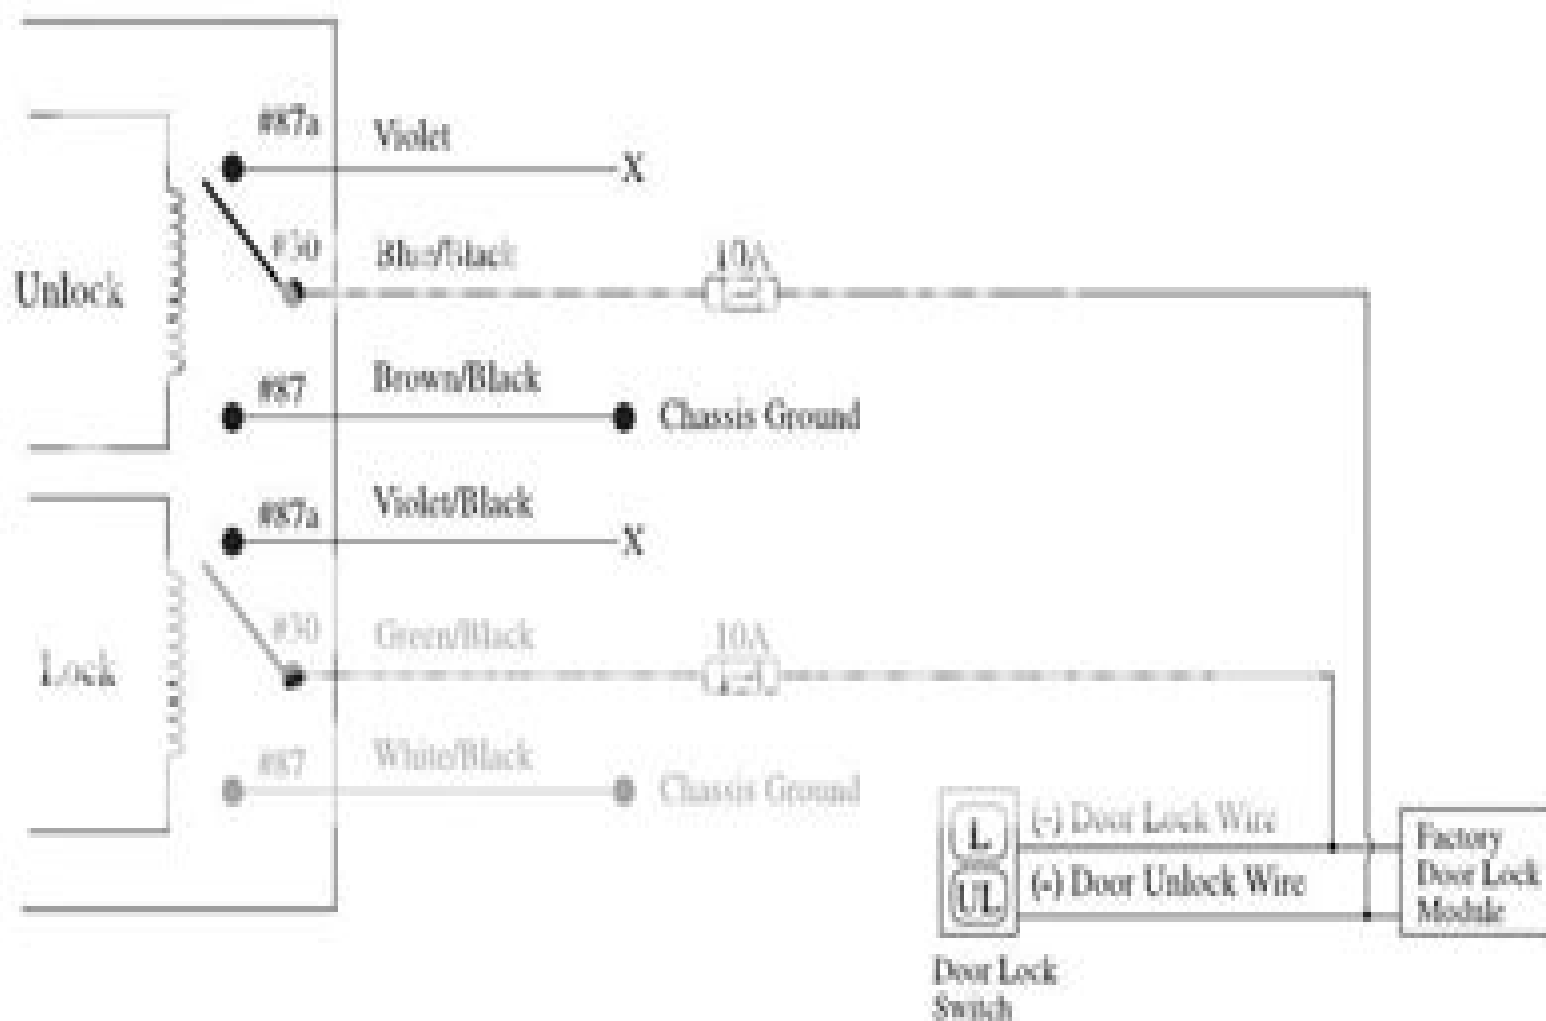 #87a
Violet
X
#30
Blue/Black
10A
Unlock
#87
Brown/Black
Chassis Ground
#87a
Violet/Black
X
#30
Green/Black
10A
Lock
#87
White/Black
Chassis Ground
L
(-) Door Lock Wire
UL
(-) Door Unlock Wire
Factory
Door Lock
Module
Door Lock
Switch